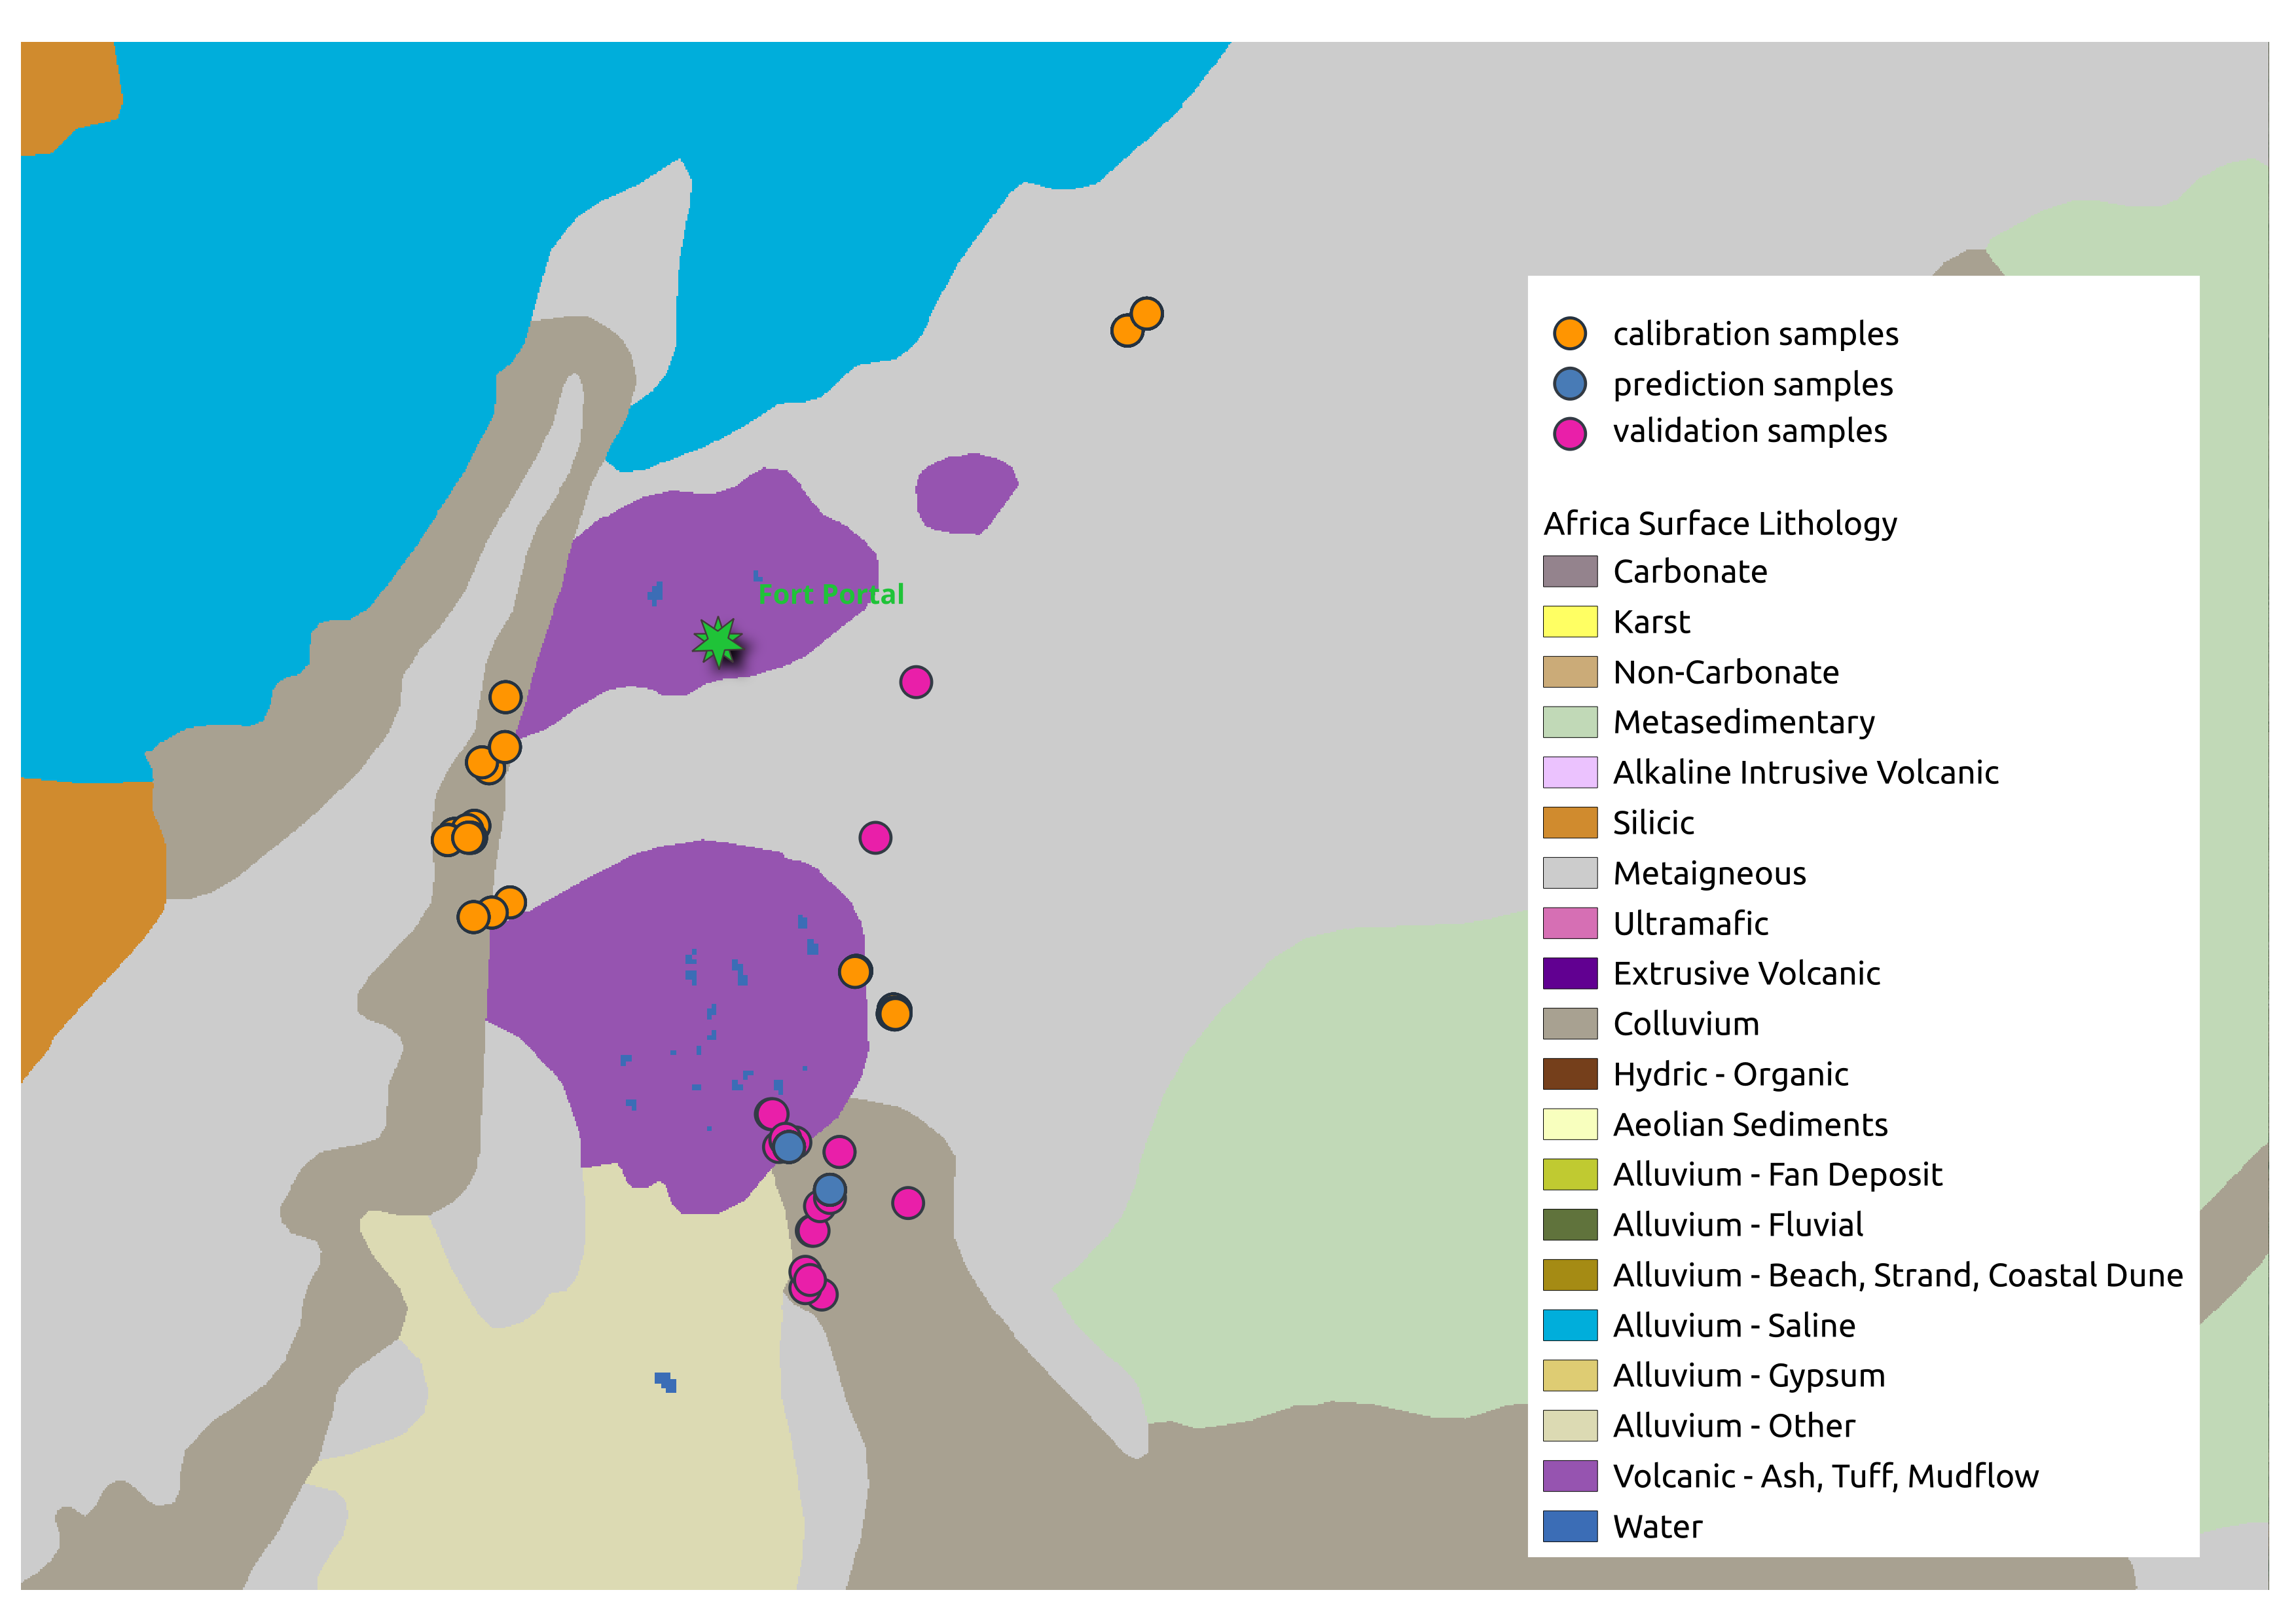 calibration samples
prediction samples
validation samples
Africa Surface Lithology
Carbonate
Karst
Fort Portal
Non-Carbonate
Metasedimentary
Alkaline Intrusive Volcanic
Silicic
Metaigneous
Ultramafic
Extrusive Volcanic
Colluvium
Hydric - Organic
Aeolian Sediments
Alluvium - Fan Deposit
Alluvium - Fluvial
Alluvium - Beach, Strand, Coastal Dune
Alluvium - Saline
Alluvium - Gypsum
Alluvium - Other
Volcanic - Ash, Tuff, Mudflow
Water